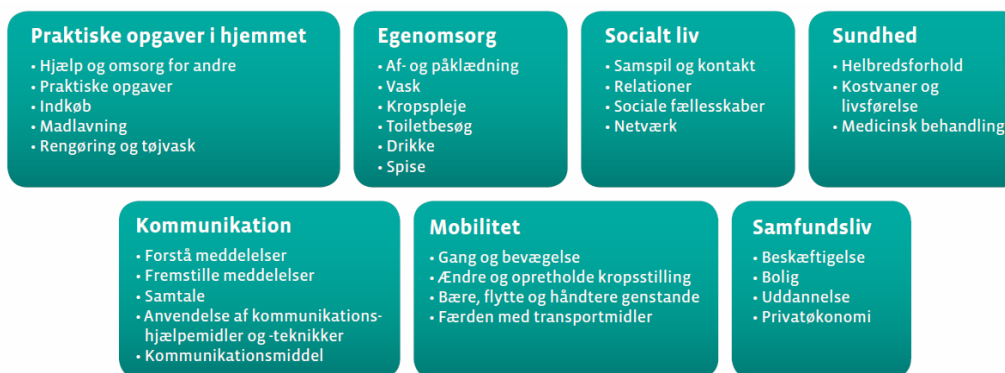 Praktiske opgaver i hjemmet
• Hjælp og omsorg for andre
• Praktiske opgaver
• Indkøb
• Madlavning
• Rengøring og tøjvask
Egenomsorg
• Af- og påklædning
• Vask
• Kropspleje
• Toiletbesøg
• Drikke
• Spise
Socialt liv
• Samspil og kontakt
• Relationer
• Sociale fællesskaber
• Netværk
Sundhed
• Helbredsforhold
• Kostvaner og
livsførelse
• Medicinsk behandling
Kommunikation
• Forstå meddelelser
• Fremstille meddelelser
• Samtale
• Anvendelse af kommunikations-
hjælpemidler og -teknikker
• Kommunikationsmiddel
Mobilitet
• Gang og bevægelse
• Ændre og opretholde kropsstilling
• Bære, flytte og håndtere genstande
• Færden med transportmidler
Samfundsliv
• Beskæftigelse
• Bolig
• Uddannelse
• Privatøkonomi